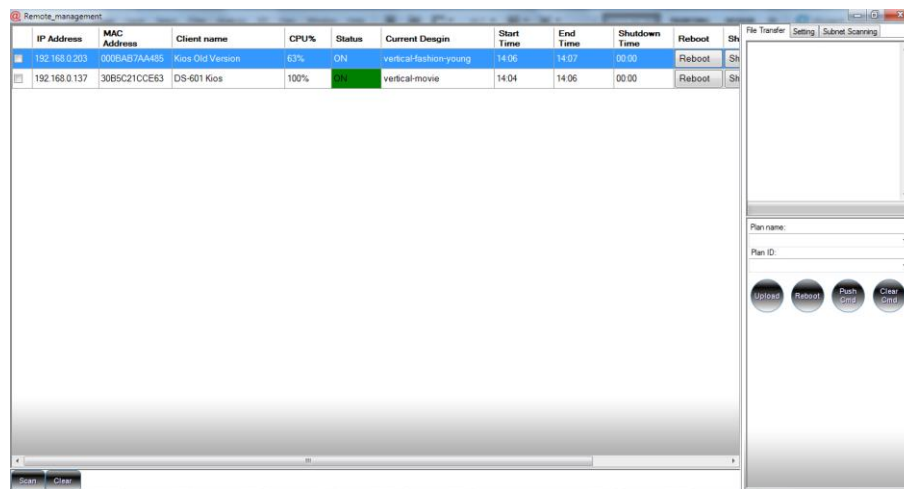 Remote_management
IP Address MAC Address Client name CPU% Status Current Desgin Start Time End Time Shutdown Time Reboot Sh
192.168.0.203 000BAB7AA485 Kios Old Version 63% ON vertical-fashion-young 14:06 14:07 00:00 Reboot Sh
192.168.0.137 30B5C21CCE63 DS-601 Kios 100% ON vertical-movie 14:04 14:06 00:00 Reboot Sh
File Transfer Setting Subnet Scanning
Plan name:
Plan ID:
Upload Reboot Push Cmd Clear Cmd
Scan Clear